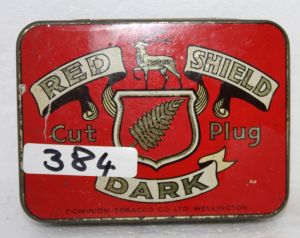 RED SHIELD
Cut Plug
384
DARK
DOMINION TOBACCO CO. LTD. WELLINGTON.